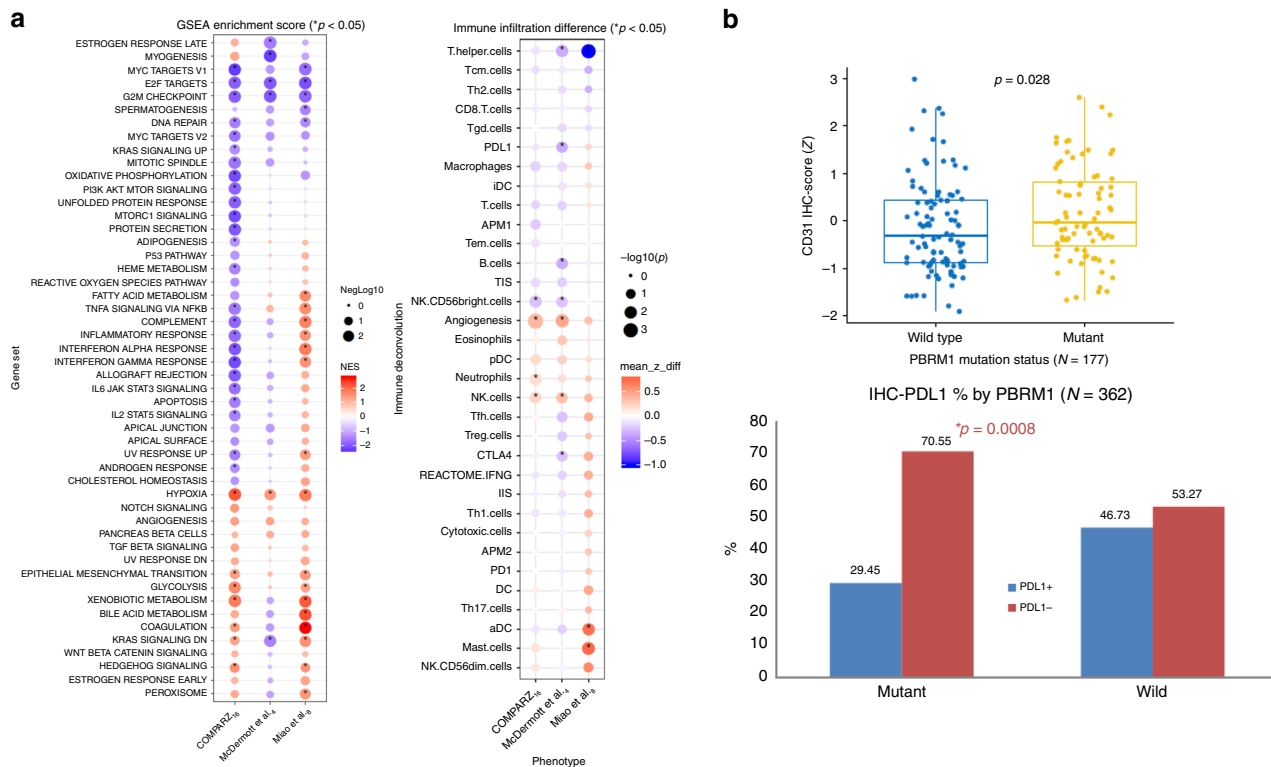 a
GSEA enrichment score (*p < 0.05)
ESTROGEN RESPONSE LATE
MYOGENESIS
MYC TARGETS V1
E2F TARGETS
G2M CHECKPOINT
SPERMATOGENESIS
DNA REPAIR
MYC TARGETS V2
KRAS SIGNALING UP
MITOTIC SPINDLE
OXIDATIVE PHOSPHORYLATION
PI3K AKT MTOR SIGNALING
UNFOLDED PROTEIN RESPONSE
MTORC1 SIGNALING
PROTEIN SECRETION
ADIPOGENESIS
P53 PATHWAY
HEME METABOLISM
REACTIVE OXYGEN SPECIES PATHWAY
FATTY ACID METABOLISM
TNFA SIGNALING VIA NFKB
COMPLEMENT
INFLAMMATORY RESPONSE
INTERFERON ALPHA RESPONSE
INTERFERON GAMMA RESPONSE
ALLOGRAFT REJECTION
IL6 JAK STAT3 SIGNALING
APOPTOSIS
IL2 STAT5 SIGNALING
APICAL JUNCTION
APICAL SURFACE
UV RESPONSE UP
ANDROGEN RESPONSE
CHOLESTEROL HOMEOSTASIS
HYPOXIA
NOTCH SIGNALING
ANGIOGENESIS
PANCREAS BETA CELLS
TGF BETA SIGNALING
UV RESPONSE DN
EPITHELIAL MESENCHYMAL TRANSITION
GLYCOLYSIS
XENOBIOTIC METABOLISM
BILE ACID METABOLISM
COAGULATION
KRAS SIGNALING DN
WNT BETA CATENIN SIGNALING
HEDGEHOG SIGNALING
ESTROGEN RESPONSE EARLY
PEROXISOME
Gene set
COMPARZ-16
McDermott et al.-4
Miao et al.-8
NegLog10
0
1
2
NES
2
1
0
−1
−2
Immune infiltration difference (*p < 0.05)
T.helper.cells
Tcm.cells
Th2.cells
CD8.T.cells
Tgd.cells
PDL1
Macrophages
iDC
T.cells
APM1
Tem.cells
B.cells
TIS
NK.CD56bright.cells
Angiogenesis
Eosinophils
pDC
Neutrophils
NK.cells
Tfh.cells
Treg.cells
CTLA4
REACTOME.IFNG
IIS
Th1.cells
Cytotoxic.cells
APM2
PD1
DC
Th17.cells
aDC
Mast.cells
NK.CD56dim.cells
Immune deconvolution
COMPARZ-16
McDermott et al.-4
Miao et al.-8
Phenotype
−log10(p)
0
1
2
3
mean_z_diff
0.5
0.0
−0.5
−1.0
b
p = 0.028
3
2
1
0
−1
−2
CD31 IHC-score (Z)
Wild type
Mutant
PBRM1 mutation status (N = 177)
IHC-PDL1 % by PBRM1 (N = 362)
*p = 0.0008
80
70
60
50
40
30
20
10
0
%
29.45
70.55
46.73
53.27
PDL1+
PDL1−
Mutant
Wild